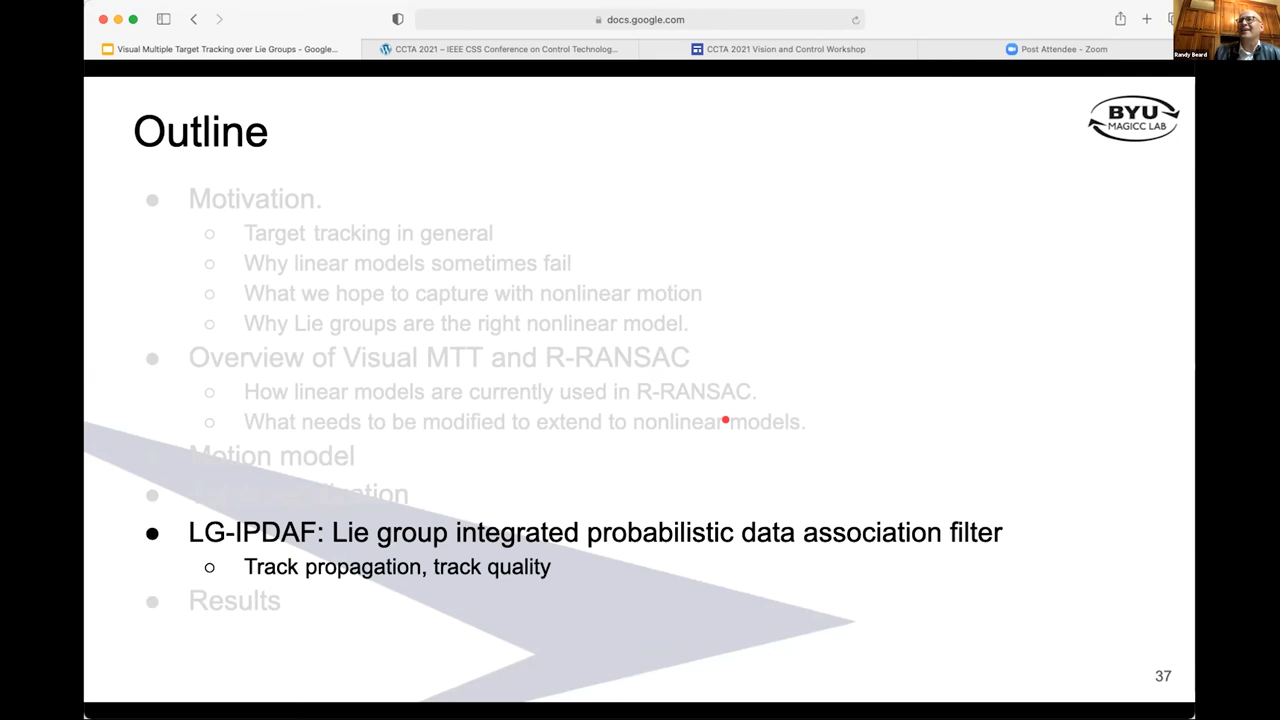 docs.google.com
Visual Multiple Target Tracking over Lie Groups - Google...
CCTA 2021 – IEEE CSS Conference on Control Technolog...
CCTA 2021 Vision and Control Workshop
Post Attendee - Zoom
Randy Beard
Outline
BYU
MAGICC LAB
● Motivation.
○ Target tracking in general
○ Why linear models sometimes fail
○ What we hope to capture with nonlinear motion
○ Why Lie groups are the right nonlinear model.
● Overview of Visual MTT and R-RANSAC
○ How linear models are currently used in R-RANSAC.
○ What needs to be modified to extend to nonlinear models.
Motion model
● LG-IPDAF: Lie group integrated probabilistic data association filter
○ Track propagation, track quality
● Results
37